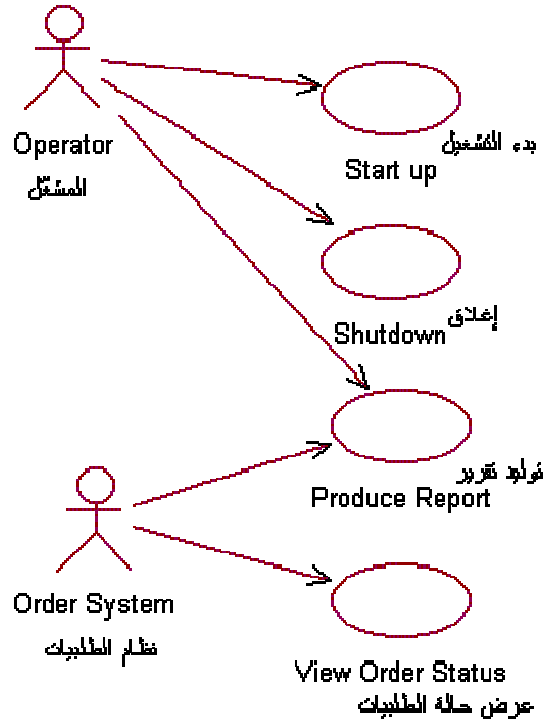 Operator
المشغّل
بدء التشغيل
Start up
إغلاق
Shutdown
توليد تقرير
Produce Report
Order System
نظام الطلبيات
View Order Status
عرض حالة الطلبيات